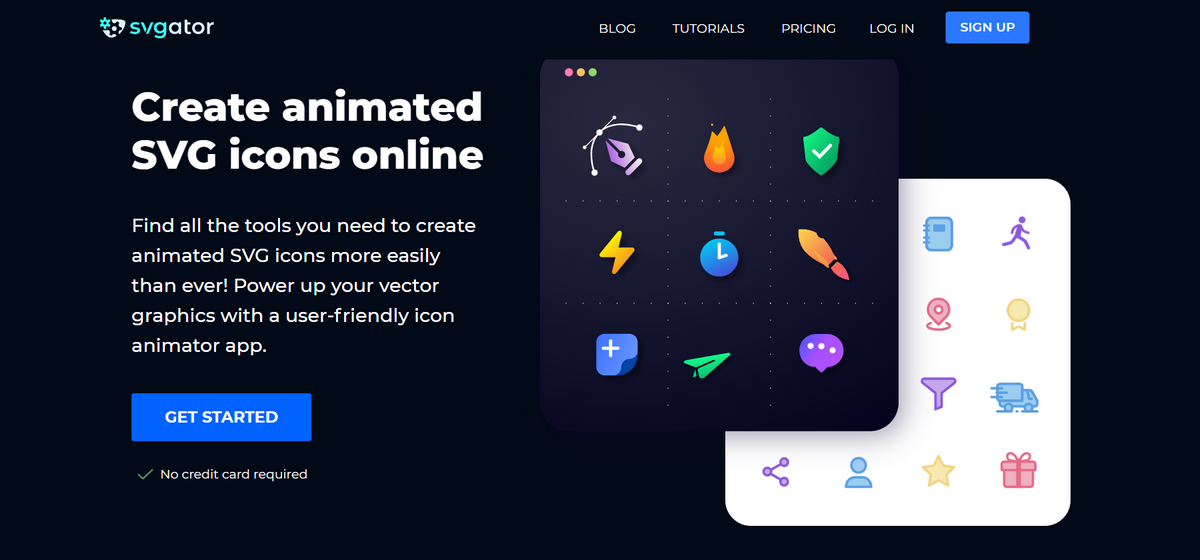 svgator
BLOG
TUTORIALS
PRICING
LOG IN
SIGN UP
Create animated
SVG icons online
Find all the tools you need to create
animated SVG icons more easily
than ever! Power up your vector
graphics with a user-friendly icon
animator app.
GET STARTED
No credit card required